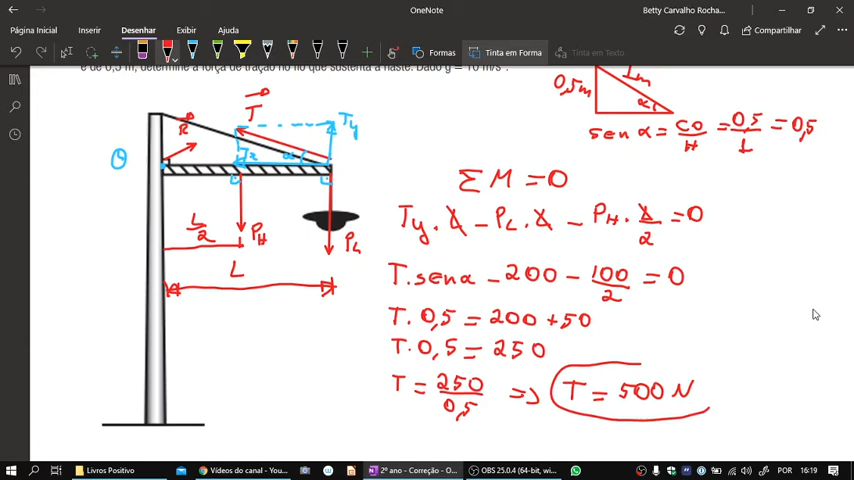 OneNote
Betty Carvalho Rocha...
Página Inicial Inserir Desenhar Exibir Ajuda
Compartilhar
Formas Tinta em Forma Tinta em Texto
e de 0,5 m, determine a força de tração no fio que sustenta a haste. Dado g = 10 m/s².
0,5m 1m
α
sen α = CO/H = 0,5/1 = 0,5
T
R
Ty
Tx
α
θ
L/2
PH
PL
L
Σ M = 0
Ty . L - PL . L - PH . L/2 = 0
T. sen α - 200 - 100/2 = 0
T. 0,5 = 200 + 50
T. 0,5 = 250
T = 250/0,5 => T = 500 N
Livros Positivo
Vídeos do canal - You...
2º ano - Correção - O...
OBS 25.0.4 (64-bit, win...
POR 16:19